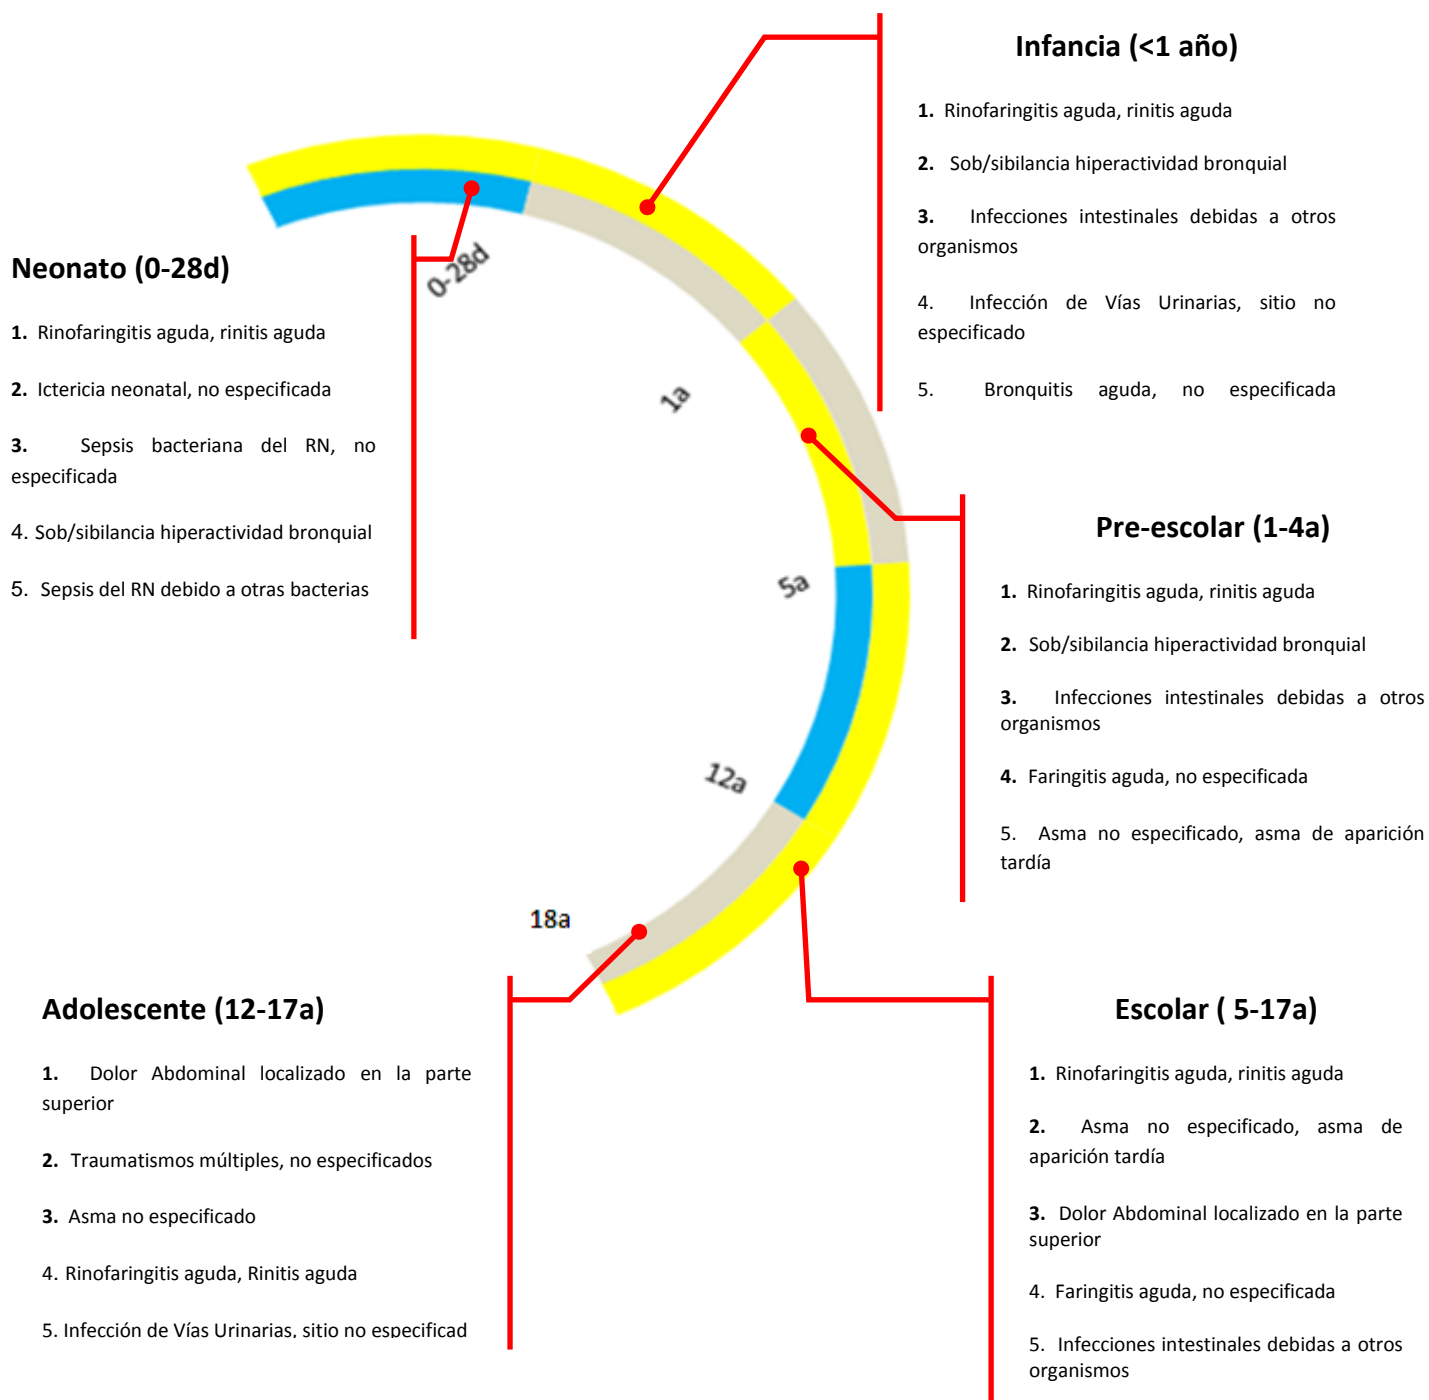 Infancia (<1 año)
1. Rinofaringitis aguda, rinitis aguda
2. Sob/sibilancia hiperactividad bronquial
3. Infecciones intestinales debidas a otros
organismos
4. Infección de Vías Urinarias, sitio no
especificado
5. Bronquitis aguda, no especificada
Neonato (0-28d)
1. Rinofaringitis aguda, rinitis aguda
2. Ictericia neonatal, no especificada
3. Sepsis bacteriana del RN, no
especificada
4. Sob/sibilancia hiperactividad bronquial
5. Sepsis del RN debido a otras bacterias
0-28d
1a
5a
12a
18a
Pre-escolar (1-4a)
1. Rinofaringitis aguda, rinitis aguda
2. Sob/sibilancia hiperactividad bronquial
3. Infecciones intestinales debidas a otros
organismos
4. Faringitis aguda, no especificada
5. Asma no especificado, asma de aparición
tardía
Adolescente (12-17a)
1. Dolor Abdominal localizado en la parte
superior
2. Traumatismos múltiples, no especificados
3. Asma no especificado
4. Rinofaringitis aguda, Rinitis aguda
5. Infección de Vías Urinarias, sitio no especificad
Escolar ( 5-17a)
1. Rinofaringitis aguda, rinitis aguda
2. Asma no especificado, asma de
aparición tardía
3. Dolor Abdominal localizado en la parte
superior
4. Faringitis aguda, no especificada
5. Infecciones intestinales debidas a otros
organismos